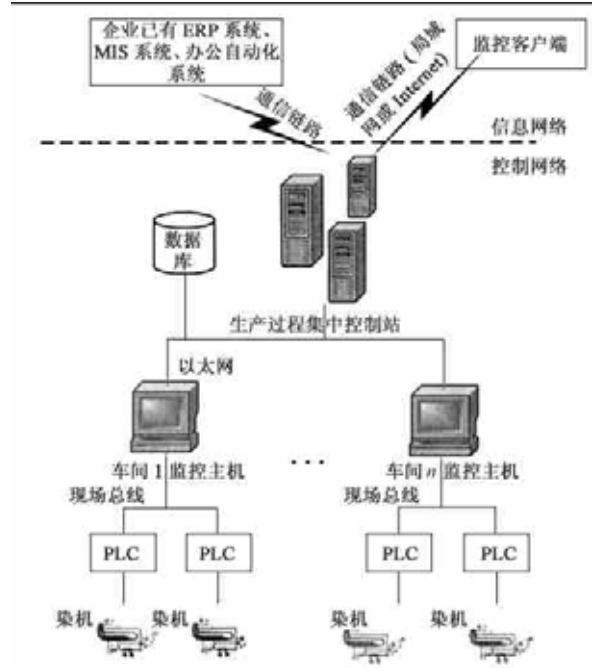 企业已有 ERP 系统、
MIS 系统、办公自动化
系统
监控客户端
通信链路
通信链路(局域
网或 Internet)
信息网络
控制网络
数据
库
生产过程集中控制站
以太网
车间 1 监控主机
...
车间 n 监控主机
现场总线
现场总线
PLC
PLC
PLC
PLC
染机
染机
染机
染机